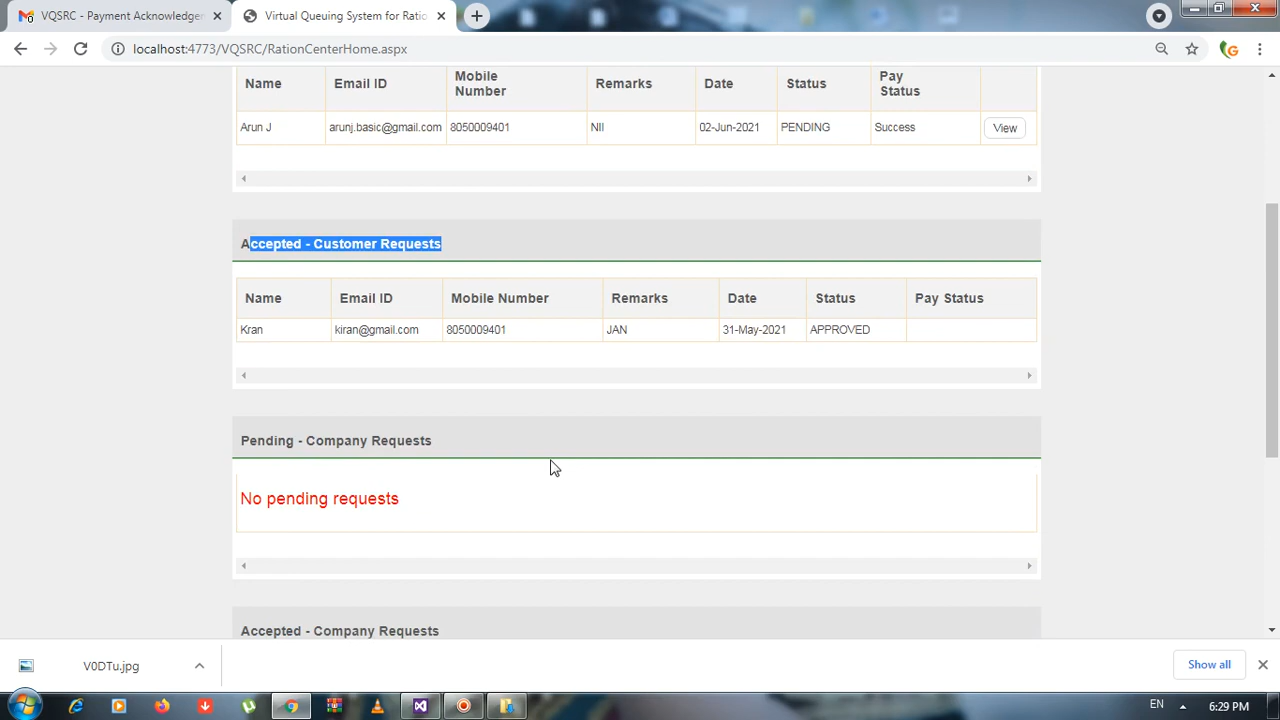 VQSRC - Payment Acknowledger
Virtual Queuing System for Ratio
localhost:4773/VQSRC/RationCenterHome.aspx
Name Email ID Mobile Number Remarks Date Status Pay Status
Arun J arunj.basic@gmail.com 8050009401 NIl 02-Jun-2021 PENDING Success View
Accepted - Customer Requests
Name Email ID Mobile Number Remarks Date Status Pay Status
Kran kiran@gmail.com 8050009401 JAN 31-May-2021 APPROVED
Pending - Company Requests
No pending requests
Accepted - Company Requests
V0DTu.jpg
Show all
EN 6:29 PM